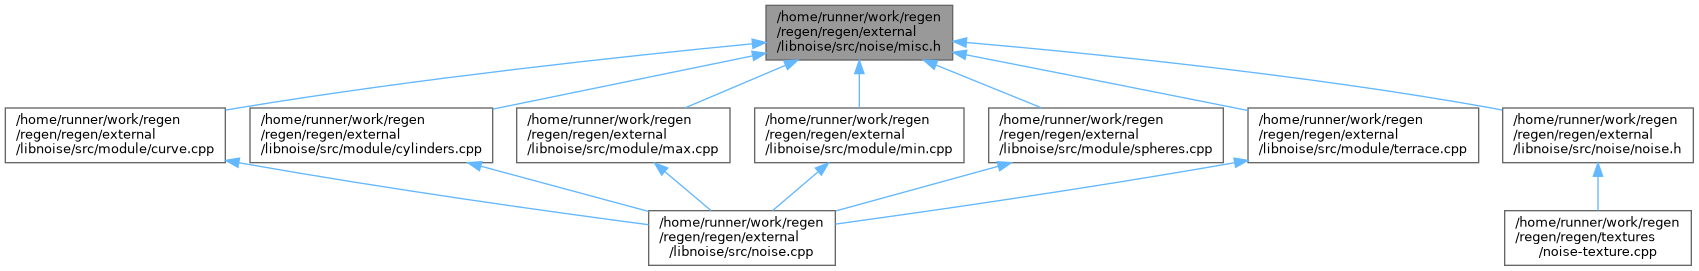 /home/runner/work/regen
/regen/regen/external
/libnoise/src/noise/misc.h
/home/runner/work/regen
/regen/regen/external
/libnoise/src/module/curve.cpp
/home/runner/work/regen
/regen/regen/external
/libnoise/src/module/cylinders.cpp
/home/runner/work/regen
/regen/regen/external
/libnoise/src/module/max.cpp
/home/runner/work/regen
/regen/regen/external
/libnoise/src/module/min.cpp
/home/runner/work/regen
/regen/regen/external
/libnoise/src/module/spheres.cpp
/home/runner/work/regen
/regen/regen/external
/libnoise/src/module/terrace.cpp
/home/runner/work/regen
/regen/regen/external
/libnoise/src/noise/noise.h
/home/runner/work/regen
/regen/regen/external
/libnoise/src/noise.cpp
/home/runner/work/regen
/regen/regen/textures
/noise-texture.cpp